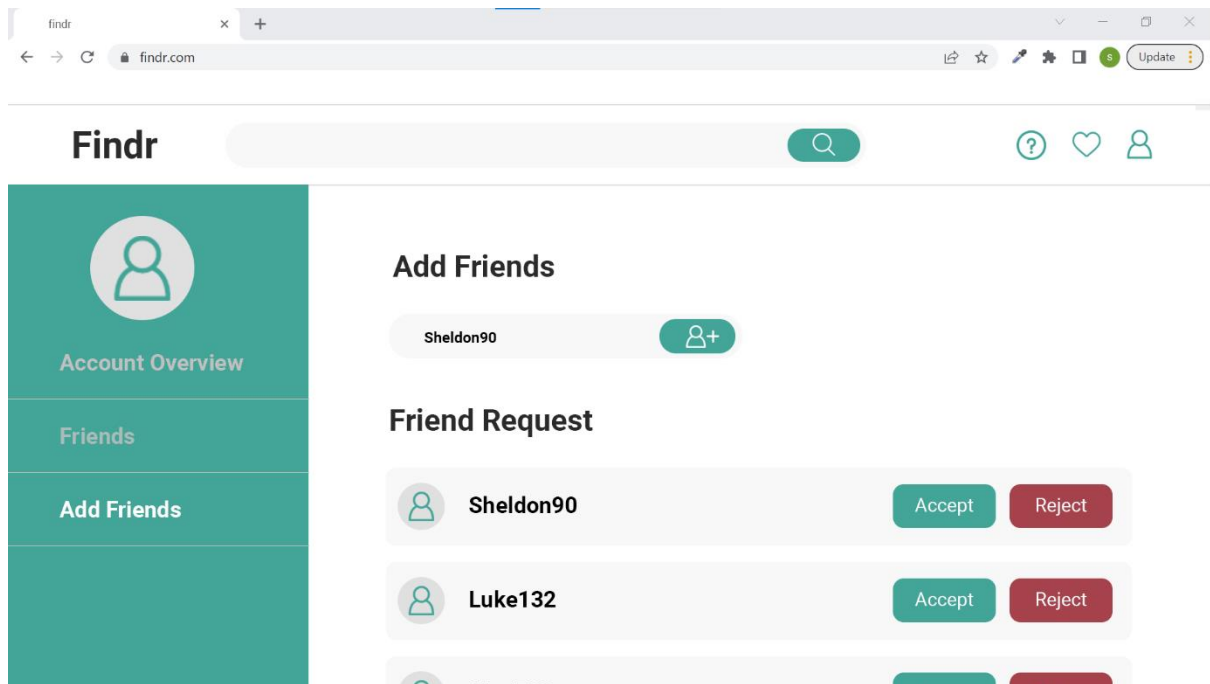 findr
findr.com
s
Update
Findr
?
Account Overview
Friends
Add Friends
Add Friends
Sheldon90
Friend Request
Sheldon90 Accept Reject
Luke132 Accept Reject